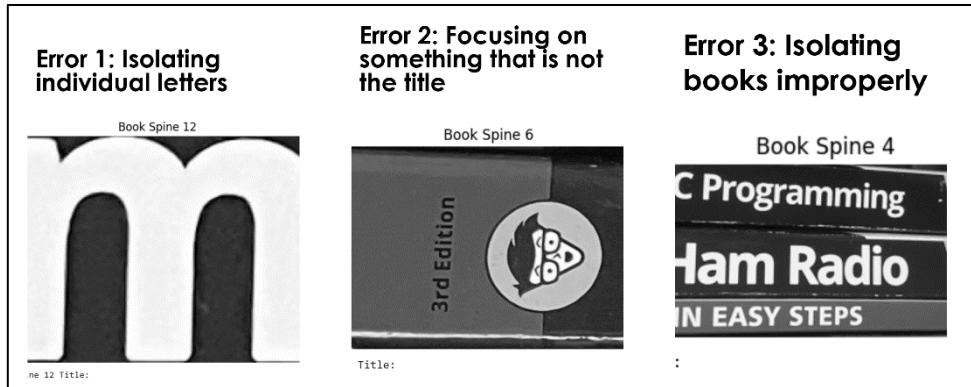 Error 1: Isolating
individual letters
Book Spine 12
m
ne 12 Title:
Error 2: Focusing on
something that is not
the title
Book Spine 6
3rd Edition
Title:
Error 3: Isolating
books improperly
Book Spine 4
C Programming
Ham Radio
IN EASY STEPS
: